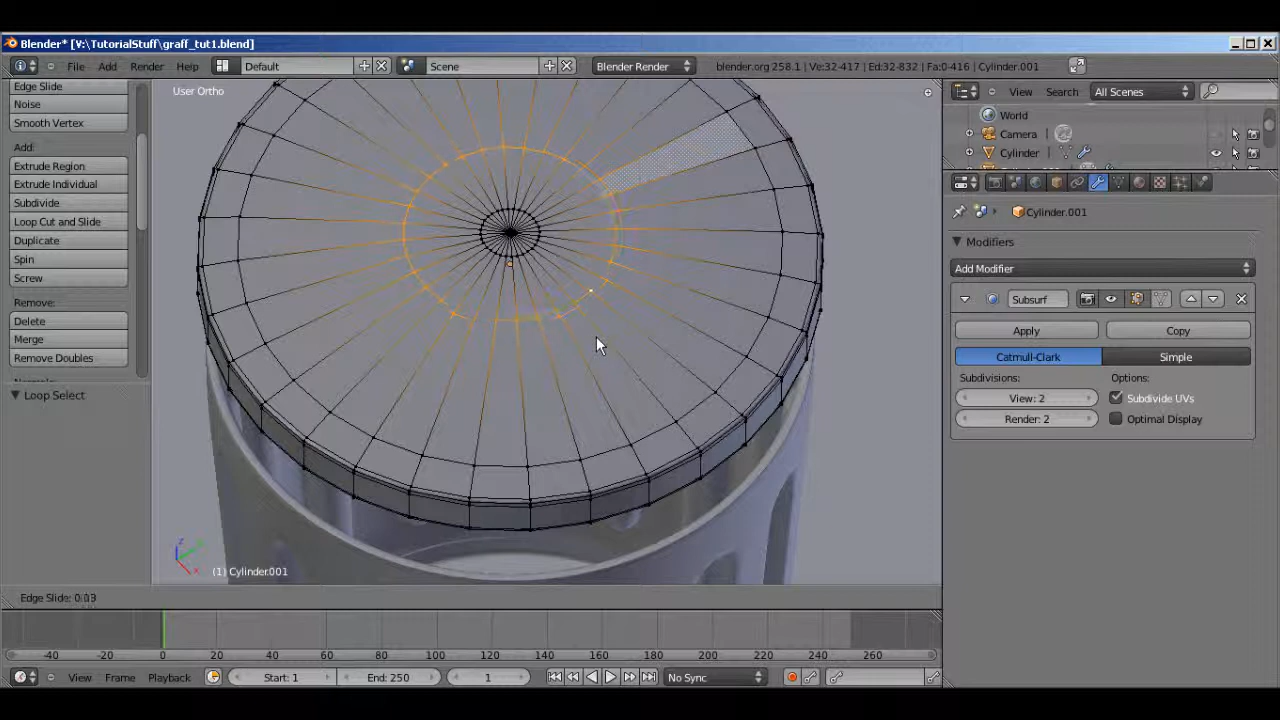 Blender* [V:\TutorialStuff\graff_tut1.blend]
File Add Render Help Default Scene Blender Render blender.org 258.1 | Ve:32-417 | Ed:32-832 | Fa:0-416 | Cylinder.001
Edge Slide
Noise
Smooth Vertex
Add:
Extrude Region
Extrude Individual
Subdivide
Loop Cut and Slide
Duplicate
Spin
Screw
Remove:
Delete
Merge
Remove Doubles
Loop Select
User Ortho
z
x
(1) Cylinder.001
Edge Slide: 0.03
-40 -20 0 20 40 60 80 100 120 140 160 180 200 220 240 260
View Frame Playback Start: 1 End: 250 1 No Sync
View Search All Scenes
World
Camera
Cylinder
Cylinder.001
Modifiers
Add Modifier
Subsurf
Apply Copy
Catmull-Clark Simple
Subdivisions: Options:
View: 2 Subdivide UVs
Render: 2 Optimal Display